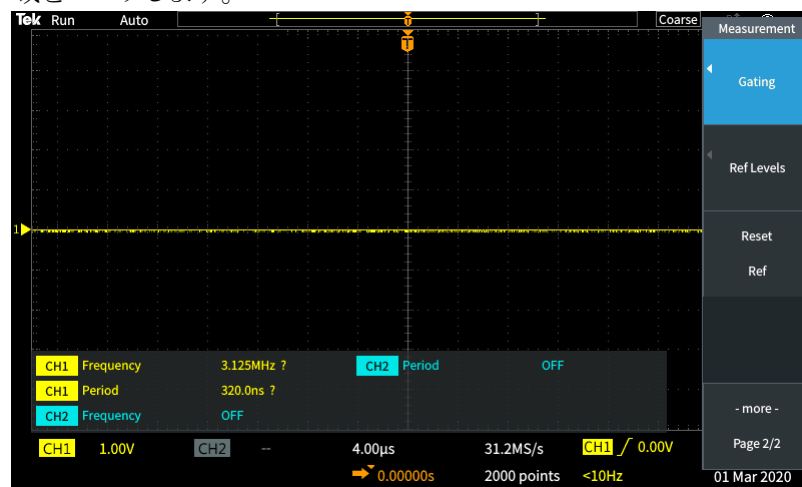 Tek Run Auto Coarse
Measurement
T
Gating
Ref Levels
1
Reset
Ref
CH1 Frequency 3.125MHz ? CH2 Period OFF
CH1 Period 320.0ns ?
CH2 Frequency OFF
- more -
Page 2/2
CH1 1.00V CH2 -- 4.00µs 31.2MS/s CH1 / 0.00V
0.00000s 2000 points <10Hz 01 Mar 2020